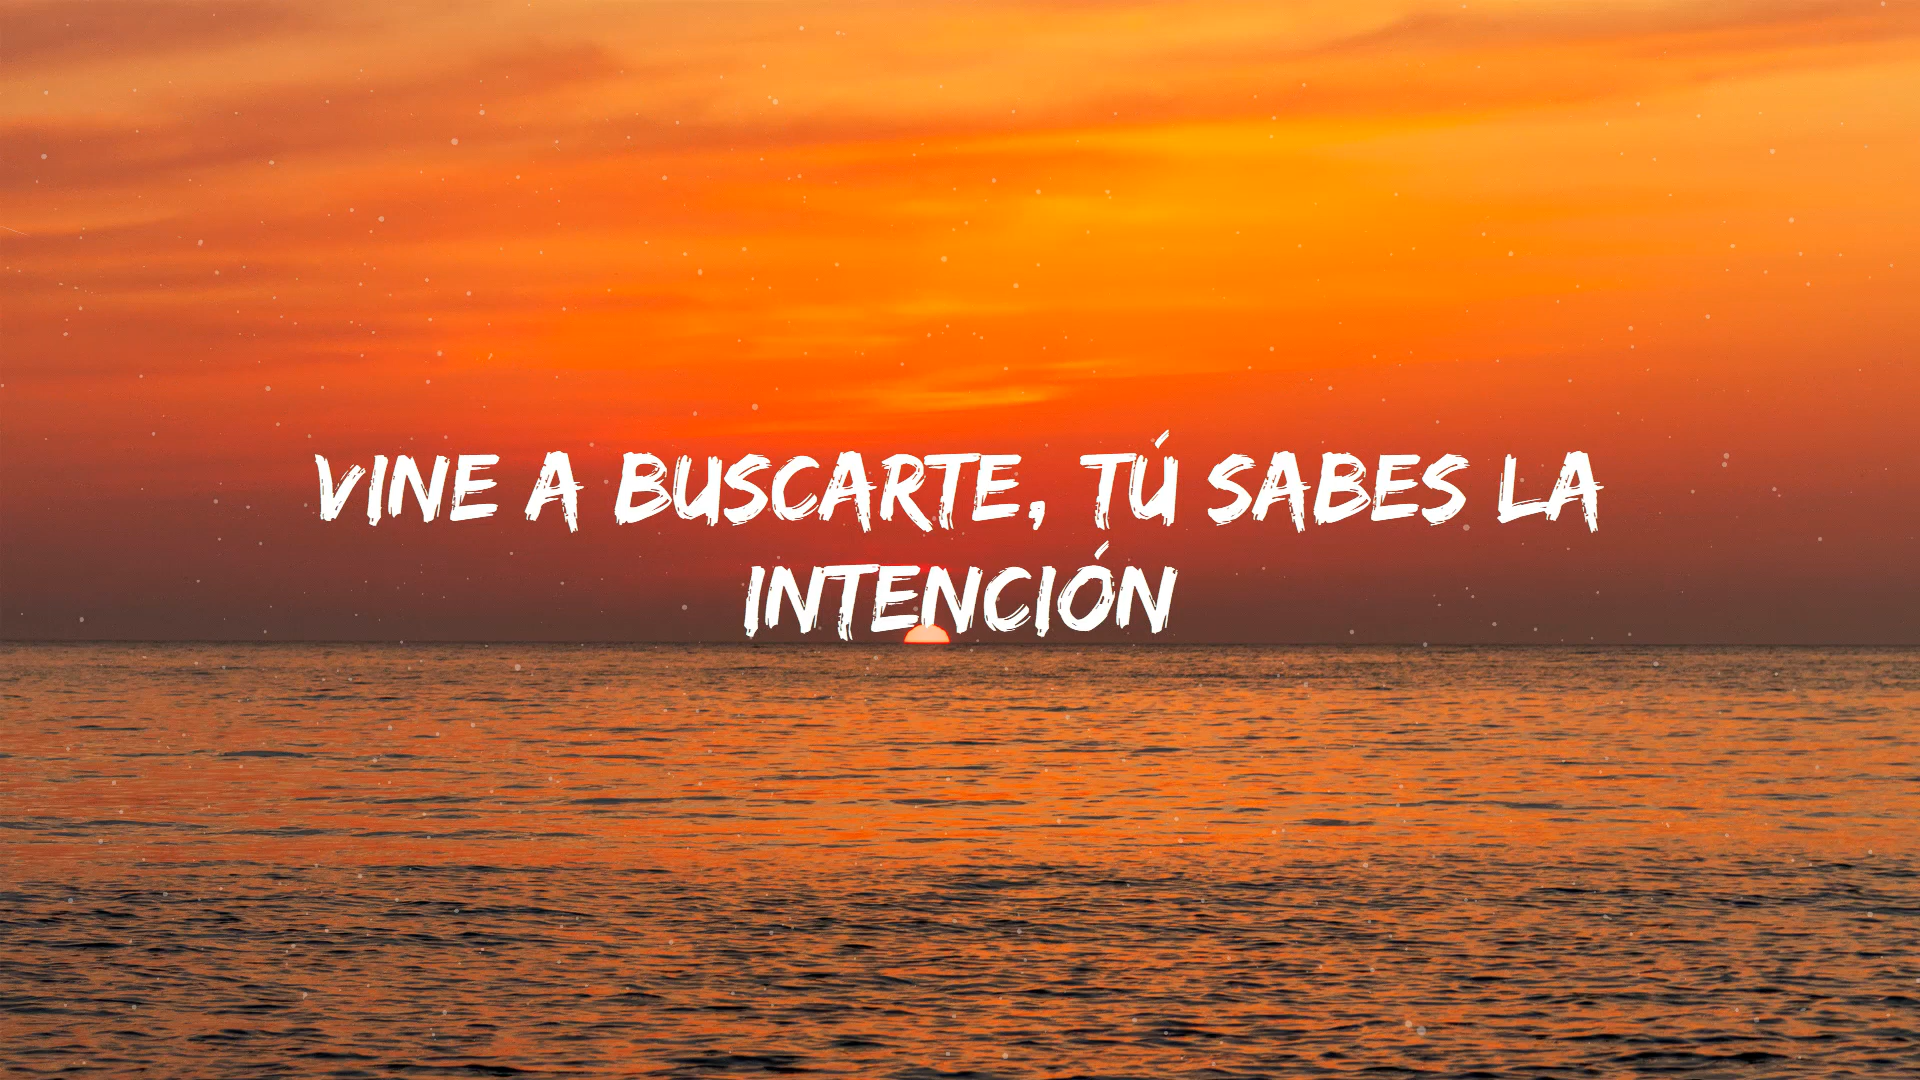 VINE A BUSCARTE, TÚ SABES LA
INTENCIÓN